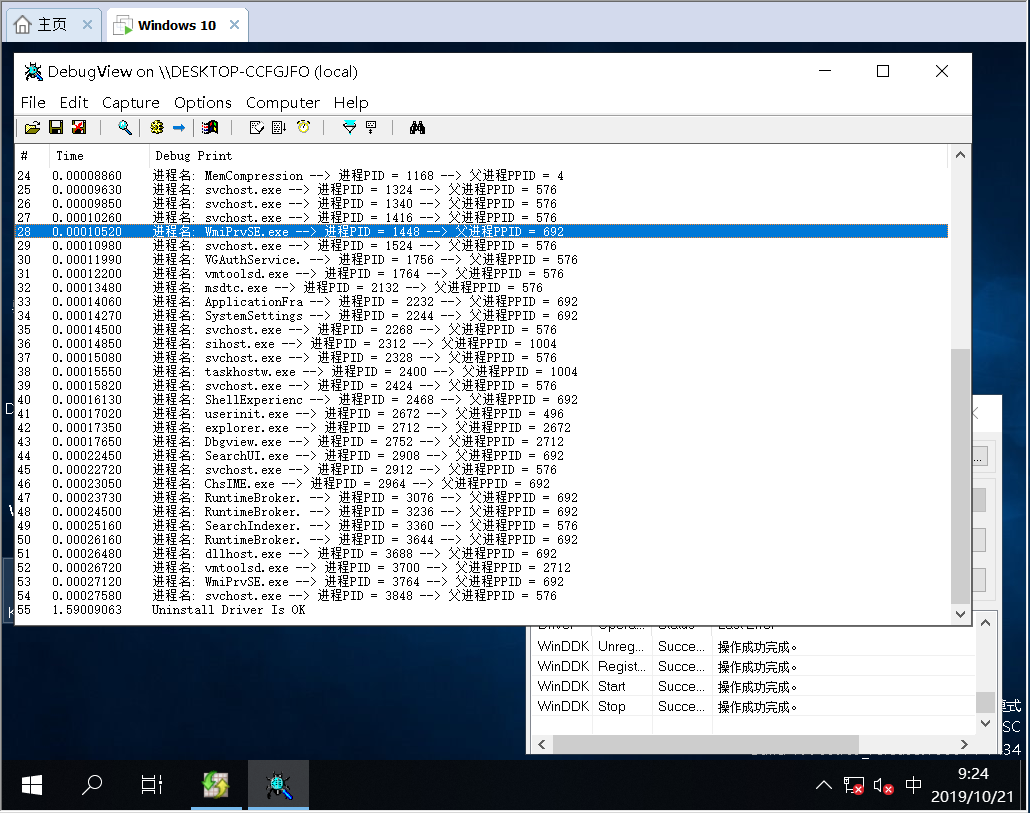 主页
Windows 10
DebugView on \\DESKTOP-CCFGJFO (local)
File Edit Capture Options Computer Help
# Time Debug Print
24 0.00008860 进程名: MemCompression --> 进程PID = 1168 --> 父进程PPID = 4
25 0.00009630 进程名: svchost.exe --> 进程PID = 1324 --> 父进程PPID = 576
26 0.00009850 进程名: svchost.exe --> 进程PID = 1340 --> 父进程PPID = 576
27 0.00010260 进程名: svchost.exe --> 进程PID = 1416 --> 父进程PPID = 576
28 0.00010520 进程名: WmiPrvSE.exe --> 进程PID = 1448 --> 父进程PPID = 692
29 0.00010980 进程名: svchost.exe --> 进程PID = 1524 --> 父进程PPID = 576
30 0.00011990 进程名: VGAuthService. --> 进程PID = 1756 --> 父进程PPID = 576
31 0.00012200 进程名: vmtoolsd.exe --> 进程PID = 1764 --> 父进程PPID = 576
32 0.00013480 进程名: msdtc.exe --> 进程PID = 2132 --> 父进程PPID = 576
33 0.00014060 进程名: ApplicationFra --> 进程PID = 2232 --> 父进程PPID = 692
34 0.00014270 进程名: SystemSettings --> 进程PID = 2244 --> 父进程PPID = 692
35 0.00014500 进程名: svchost.exe --> 进程PID = 2268 --> 父进程PPID = 576
36 0.00014850 进程名: sihost.exe --> 进程PID = 2312 --> 父进程PPID = 1004
37 0.00015080 进程名: svchost.exe --> 进程PID = 2328 --> 父进程PPID = 576
38 0.00015550 进程名: taskhostw.exe --> 进程PID = 2400 --> 父进程PPID = 1004
39 0.00015820 进程名: svchost.exe --> 进程PID = 2424 --> 父进程PPID = 576
40 0.00016130 进程名: ShellExperienc --> 进程PID = 2468 --> 父进程PPID = 692
41 0.00017020 进程名: userinit.exe --> 进程PID = 2672 --> 父进程PPID = 496
42 0.00017350 进程名: explorer.exe --> 进程PID = 2712 --> 父进程PPID = 2672
43 0.00017650 进程名: Dbgview.exe --> 进程PID = 2752 --> 父进程PPID = 2712
44 0.00022450 进程名: SearchUI.exe --> 进程PID = 2908 --> 父进程PPID = 692
45 0.00022720 进程名: svchost.exe --> 进程PID = 2912 --> 父进程PPID = 576
46 0.00023050 进程名: ChsIME.exe --> 进程PID = 2964 --> 父进程PPID = 692
47 0.00023730 进程名: RuntimeBroker. --> 进程PID = 3076 --> 父进程PPID = 692
48 0.00024500 进程名: RuntimeBroker. --> 进程PID = 3236 --> 父进程PPID = 692
49 0.00025160 进程名: SearchIndexer. --> 进程PID = 3360 --> 父进程PPID = 576
50 0.00026160 进程名: RuntimeBroker. --> 进程PID = 3644 --> 父进程PPID = 692
51 0.00026480 进程名: dllhost.exe --> 进程PID = 3688 --> 父进程PPID = 692
52 0.00026720 进程名: vmtoolsd.exe --> 进程PID = 3700 --> 父进程PPID = 2712
53 0.00027120 进程名: WmiPrvSE.exe --> 进程PID = 3764 --> 父进程PPID = 692
54 0.00027580 进程名: svchost.exe --> 进程PID = 3848 --> 父进程PPID = 576
55 1.59009063 Uninstall Driver Is OK
WinDDK Unreg... Succe... 操作成功完成。
WinDDK Regist... Succe... 操作成功完成。
WinDDK Start Succe... 操作成功完成。
WinDDK Stop Succe... 操作成功完成。
模式
SC
34
中
9:24
2019/10/21